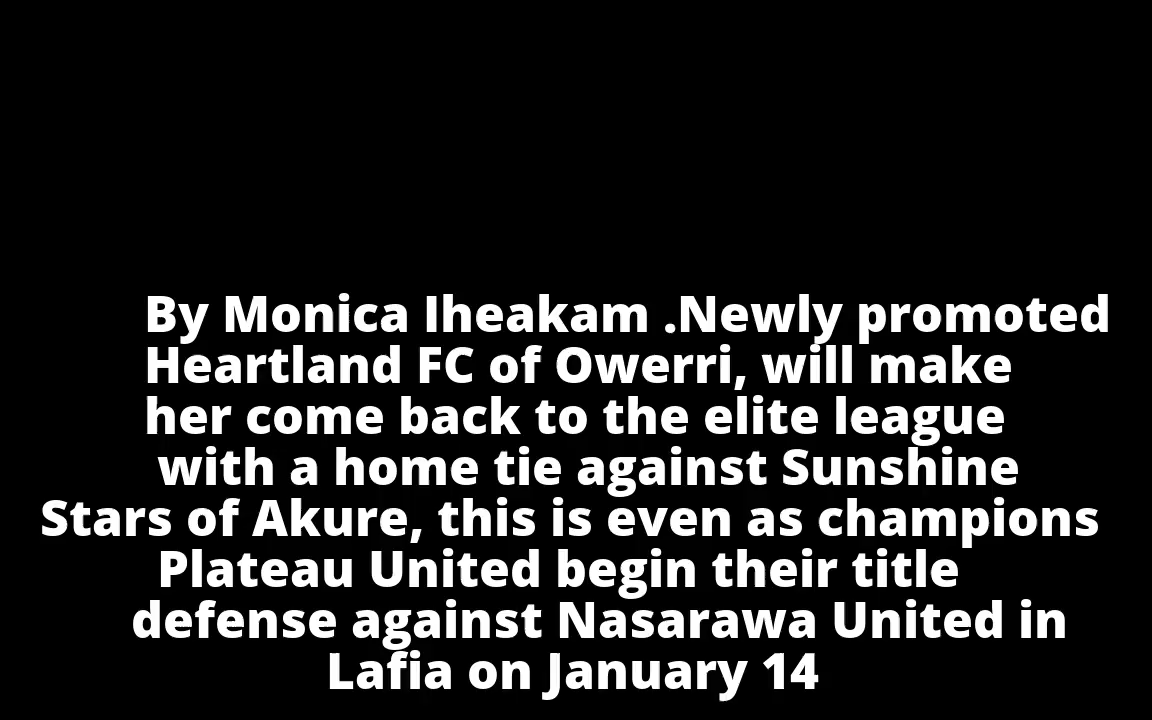 By Monica Iheakam .Newly promoted
Heartland FC of Owerri, will make
her come back to the elite league
with a home tie against Sunshine
Stars of Akure, this is even as champions
Plateau United begin their title
defense against Nasarawa United in
Lafia on January 14